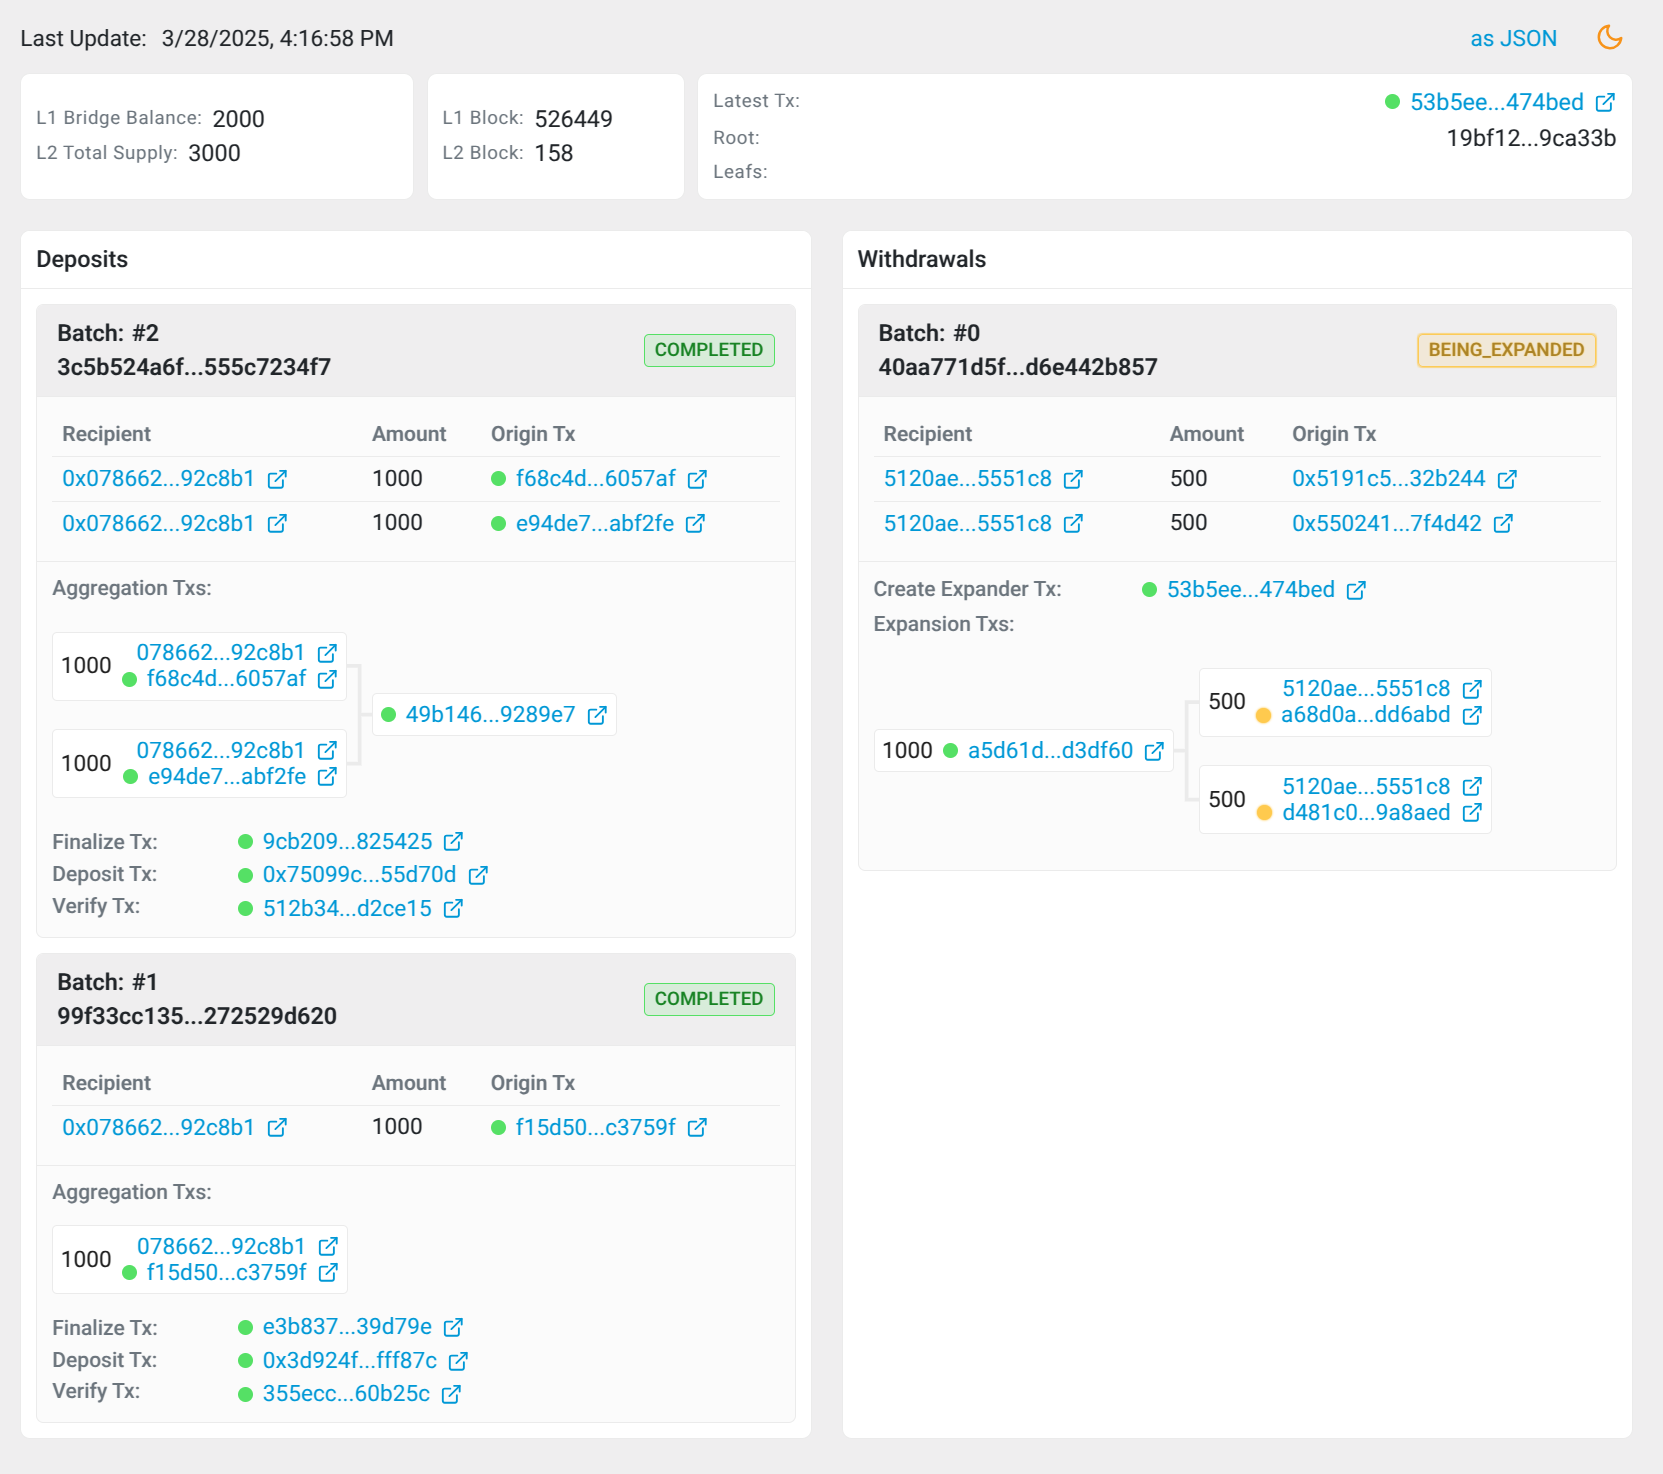 Last Update: 3/28/2025, 4:16:58 PM
as JSON
L1 Bridge Balance: 2000
L2 Total Supply: 3000
L1 Block: 526449
L2 Block: 158
Latest Tx: 53b5ee...474bed
Root: 19bf12...9ca33b
Leafs:
Deposits
Batch: #2
3c5b524a6f...555c7234f7
COMPLETED
Recipient Amount Origin Tx
0x078662...92c8b1 1000 f68c4d...6057af
0x078662...92c8b1 1000 e94de7...abf2fe
Aggregation Txs:
1000 078662...92c8b1
f68c4d...6057af
49b146...9289e7
1000 078662...92c8b1
e94de7...abf2fe
Finalize Tx: 9cb209...825425
Deposit Tx: 0x75099c...55d70d
Verify Tx: 512b34...d2ce15
Batch: #1
99f33cc135...272529d620
COMPLETED
Recipient Amount Origin Tx
0x078662...92c8b1 1000 f15d50...c3759f
Aggregation Txs:
1000 078662...92c8b1
f15d50...c3759f
Finalize Tx: e3b837...39d79e
Deposit Tx: 0x3d924f...fff87c
Verify Tx: 355ecc...60b25c
Withdrawals
Batch: #0
40aa771d5f...d6e442b857
BEING_EXPANDED
Recipient Amount Origin Tx
5120ae...5551c8 500 0x5191c5...32b244
5120ae...5551c8 500 0x550241...7f4d42
Create Expander Tx: 53b5ee...474bed
Expansion Txs:
1000 a5d61d...d3df60
500 5120ae...5551c8
a68d0a...dd6abd
500 5120ae...5551c8
d481c0...9a8aed